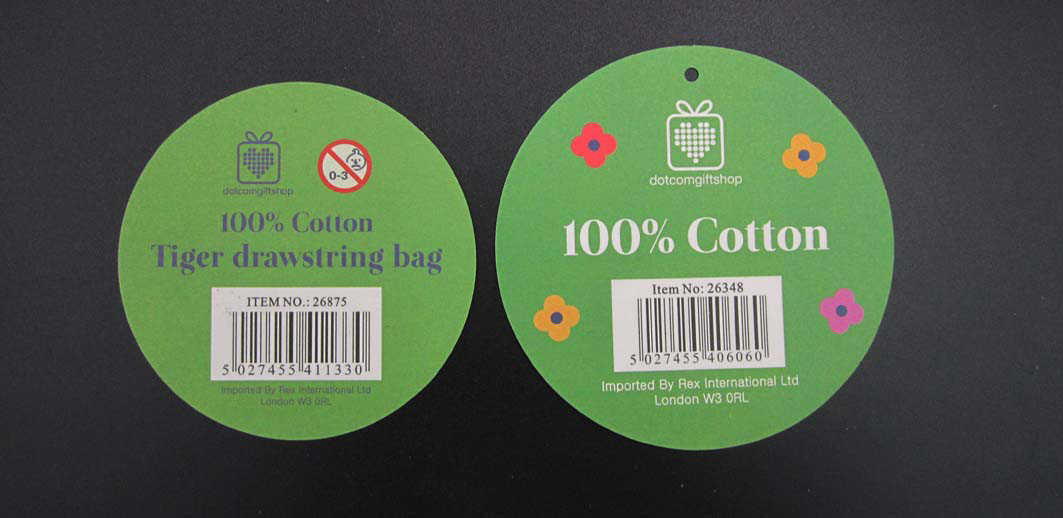 dotcomgiftshop
0-3
100% Cotton
Tiger drawstring bag
ITEM NO.: 26875
5 027455 411330
Imported By Rex International Ltd
London W3 0RL
dotcomgiftshop
100% Cotton
Item No: 26348
5 027455 406060
Imported By Rex International Ltd
London W3 0RL